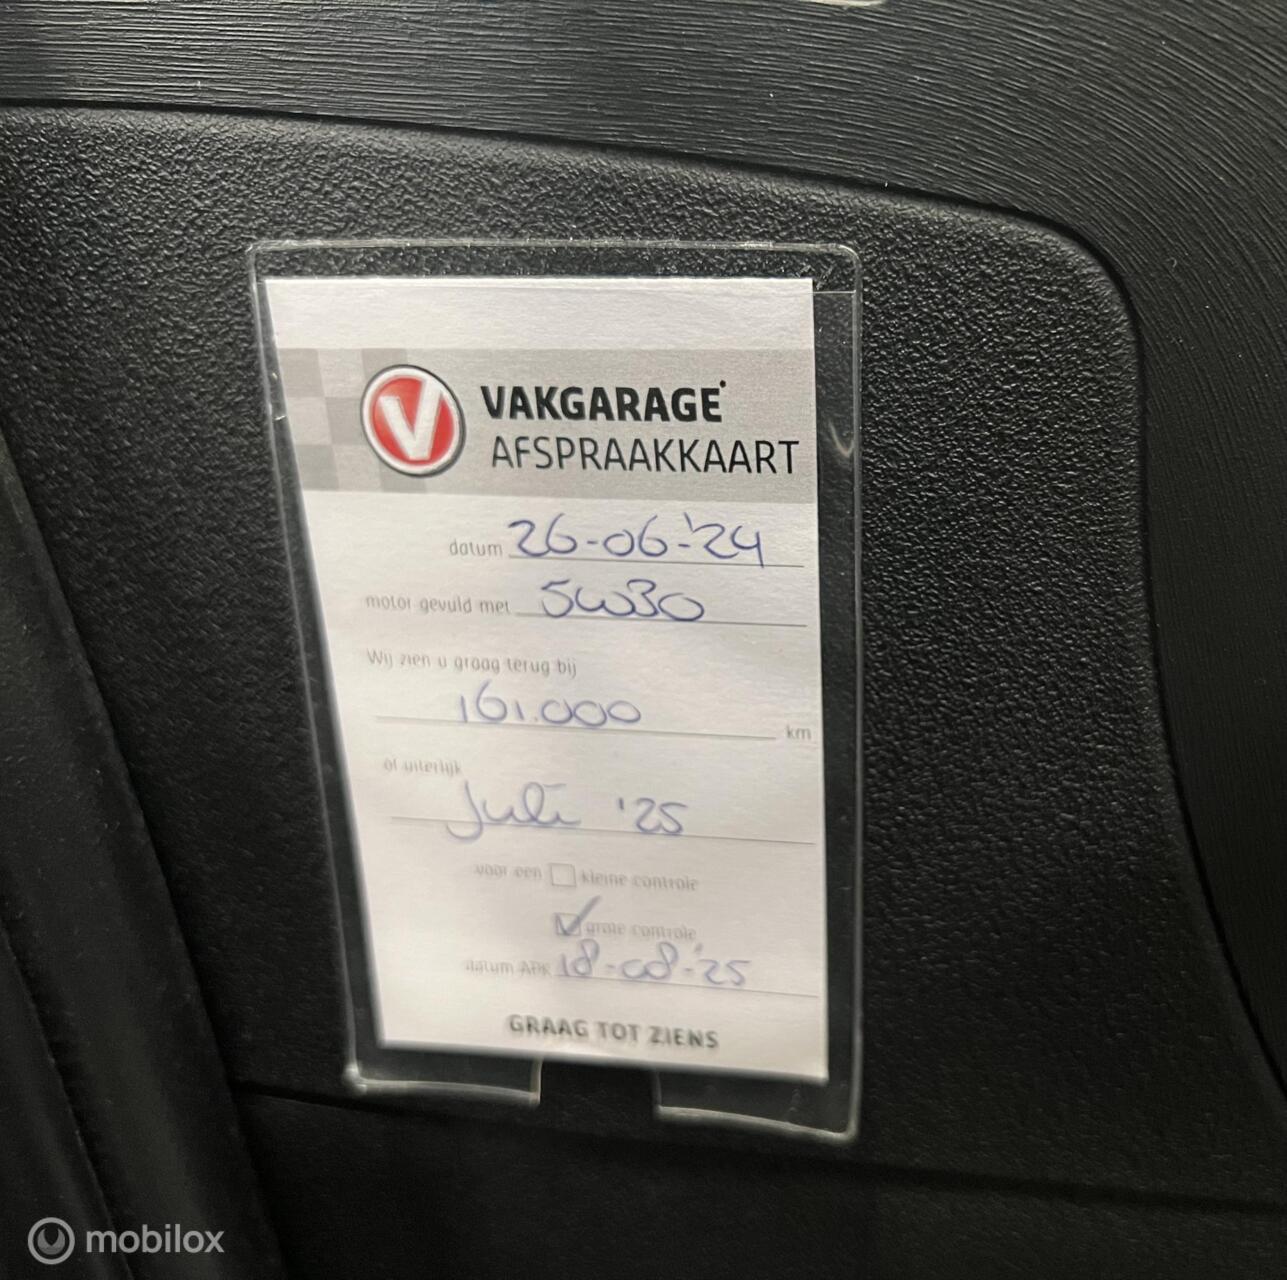 V VAKGARAGE
AFSPRAAKKAART
datum 26-06-'24
motor gevuld met 5W30
Wij zien u graag terug bij
161.000 km
of uiterlijk
Juli '25
voor een kleine controle
grote controle
datum APK 18-08-'25
GRAAG TOT ZIENS
mobilox